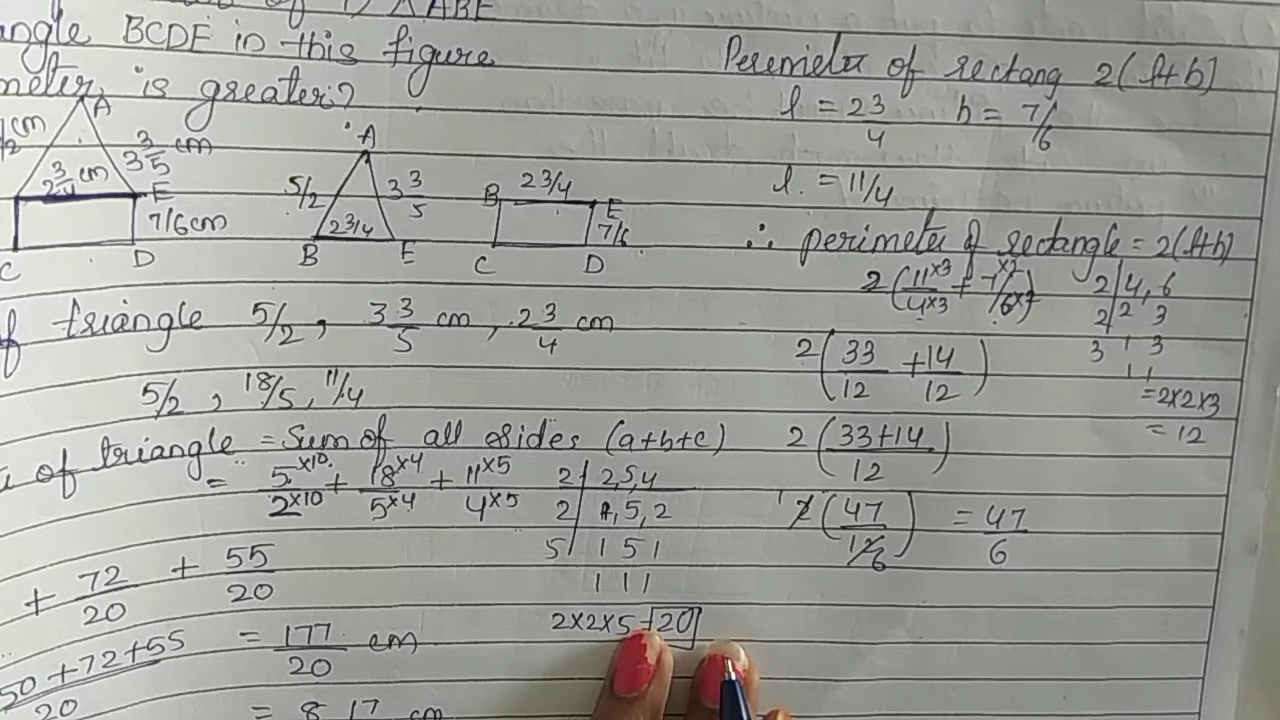 of △ABE
angle BCDE in this figure
meter is greater?
A
cm
3 3/5 cm
2 3/4 cm
E
7/6 cm
C D
A
5/2 3 3/5
2 3/4
B E
2 3/4
B E
7/6
C D
of triangle 5/2, 3 3/5 cm, 2 3/4 cm
5/2, 18/5, 11/4
of triangle = Sum of all sides (a+b+c)
= 5×10/2×10 + 18×4/5×4 + 11×5/4×5
2 | 2,5,4
2 | 1,5,2
5 | 1 5 1
1 1 1
2×2×5=20
+ 72/20 + 55/20
50+72+55/20 = 177/20 cm
= 8 17 cm
Peremieter of rectang 2(l+b)
l = 23/4 b = 7/6
l. = 11/4
∴ perimeter of rectangle = 2(l+b)
2(11×3/4×3 + 7×2/6×2)
2 | 4,6
2 | 2 3
3 1 3
1 1
=2×2×3
= 12
2(33/12 + 14/12)
2(33+14/12)
2(47/12) = 47/6